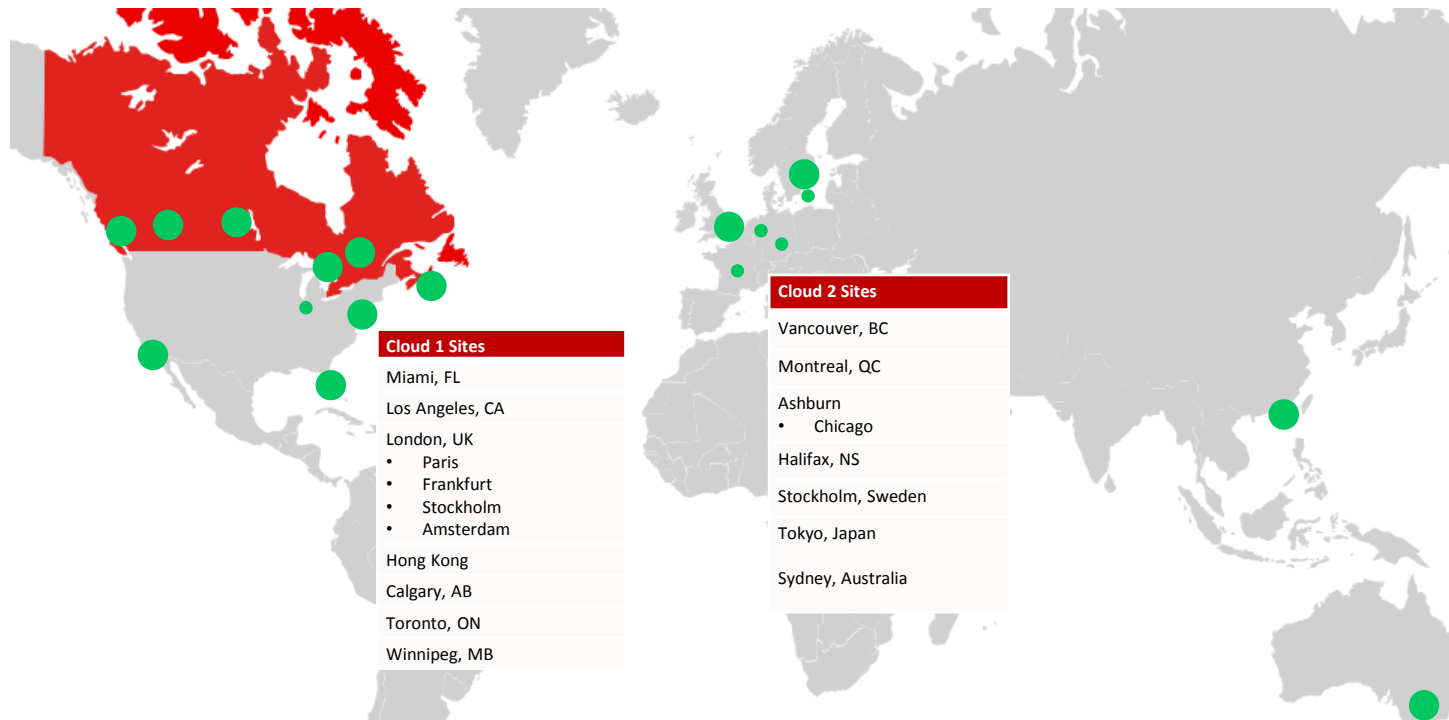 Cloud 1 Sites
Miami, FL
Los Angeles, CA
London, UK
• Paris
• Frankfurt
• Stockholm
• Amsterdam
Hong Kong
Calgary, AB
Toronto, ON
Winnipeg, MB
Cloud 2 Sites
Vancouver, BC
Montreal, QC
Ashburn
• Chicago
Halifax, NS
Stockholm, Sweden
Tokyo, Japan
Sydney, Australia